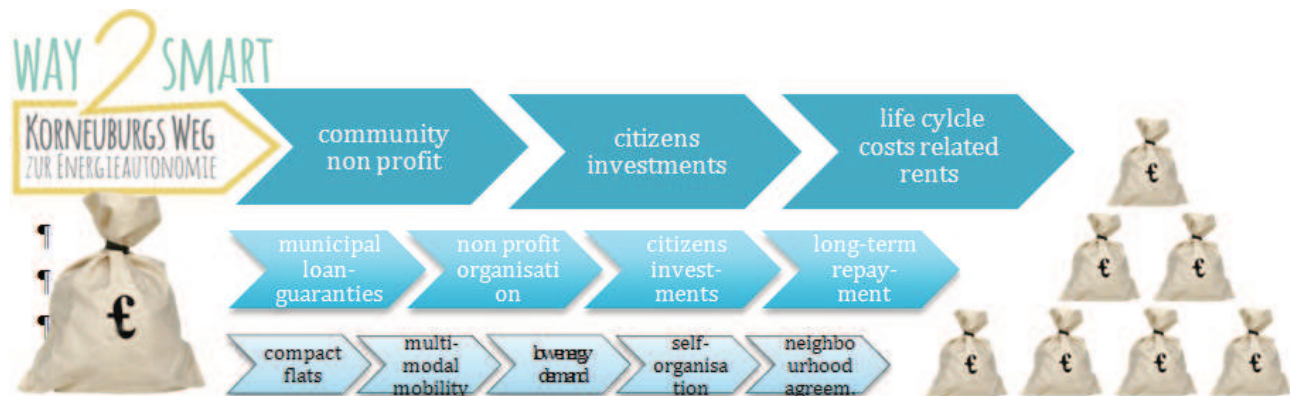 WAY 2 SMART
KORNEUBURGS WEG
ZUR ENERGIEAUTONOMIE
community
non profit
citizens
investments
life cylcle
costs related
rents
¶
¶
¶
€
municipal
loan-
guaranties
non profit
organisati
on
citizens
invest-
ments
long-term
repay-
ment
compact
flats
multi-
modal
mobility
low energy
demand
self-
organisa
tion
neighbo
urhood
agreem.
€
€
€
€
€
€
€